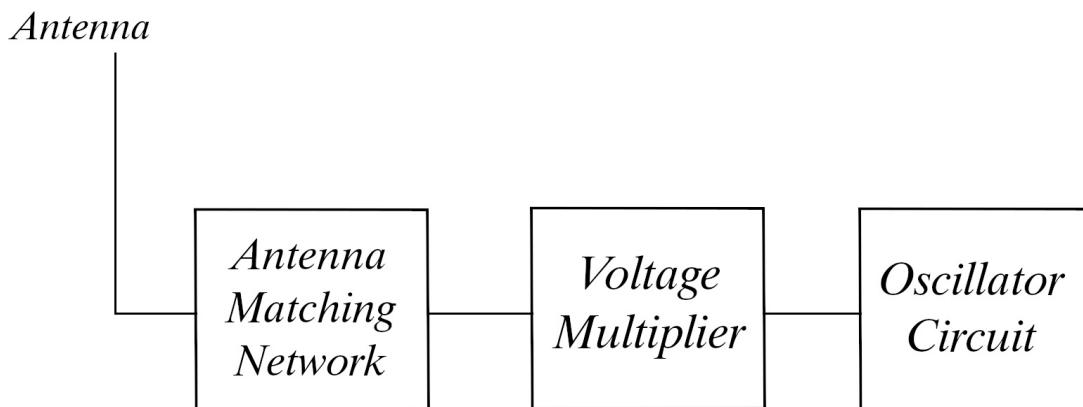 Antenna
Antenna
Matching
Network
Voltage
Multiplier
Oscillator
Circuit